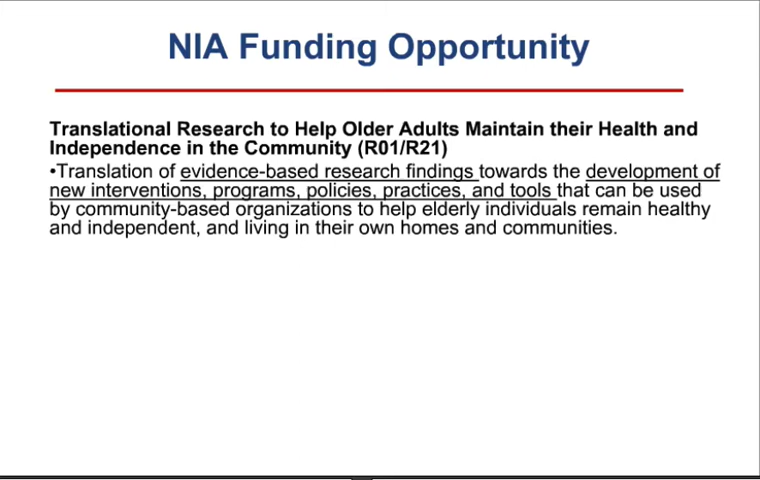 NIA Funding Opportunity
Translational Research to Help Older Adults Maintain their Health and
Independence in the Community (R01/R21)
•Translation of evidence-based research findings towards the development of
new interventions, programs, policies, practices, and tools that can be used
by community-based organizations to help elderly individuals remain healthy
and independent, and living in their own homes and communities.